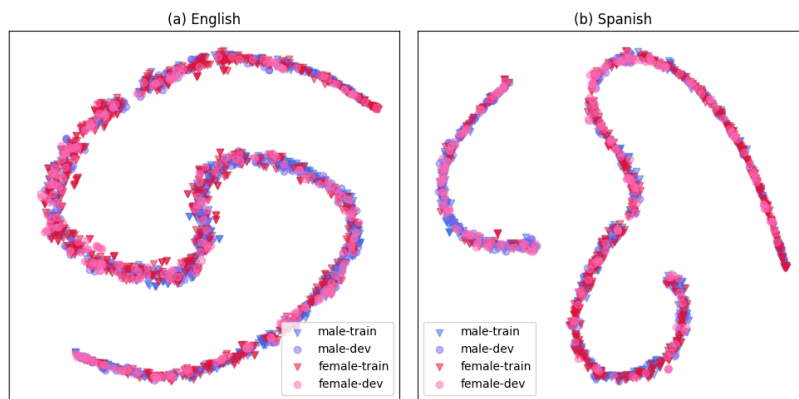 (a) English
(b) Spanish
male-train
male-dev
female-train
female-dev
male-train
male-dev
female-train
female-dev